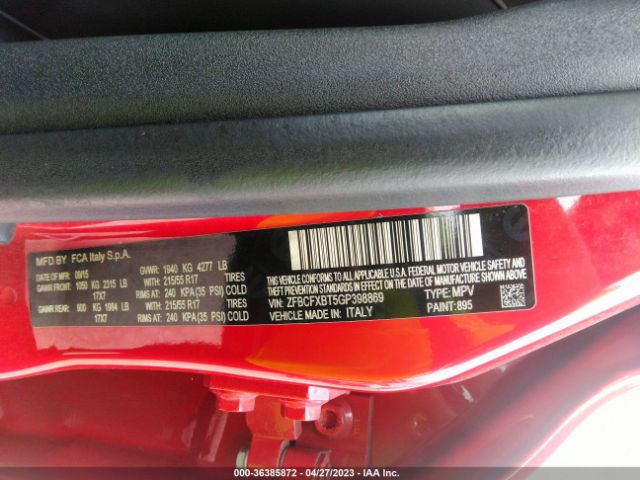 MFD.BY FCA Italy S.p.A.
DATE 09/15 GVWR: 1940 KG 4277 LB
GAWR FRONT: 1050 KG 2315 LB WITH 215/55 R17 TIRES
17X7 RIMS AT: 240 KPA(35 PSI) COLD
GAWR REAR: 900 KG 1984 LB WITH 215/55 R17 TIRES
17X7 RIMS AT: 240 KPA(35 PSI) COLD
THIS VEHICLE CONFORMS TO ALL APPLICABLE U.S.A. FEDERAL MOTOR VEHICLE SAFETY,
BUMPER, AND THEFT PREVENTION STANDARDS IN EFFECT ON THE DATE OF MANUFACTURE SHOWN ABOVE.
VIN: ZFBCFXBT5GP398869 TYPE: MPV
VEHICLE MADE IN: ITALY PAINT:895
000-36385872 - 04/27/2023 - IAA Inc.